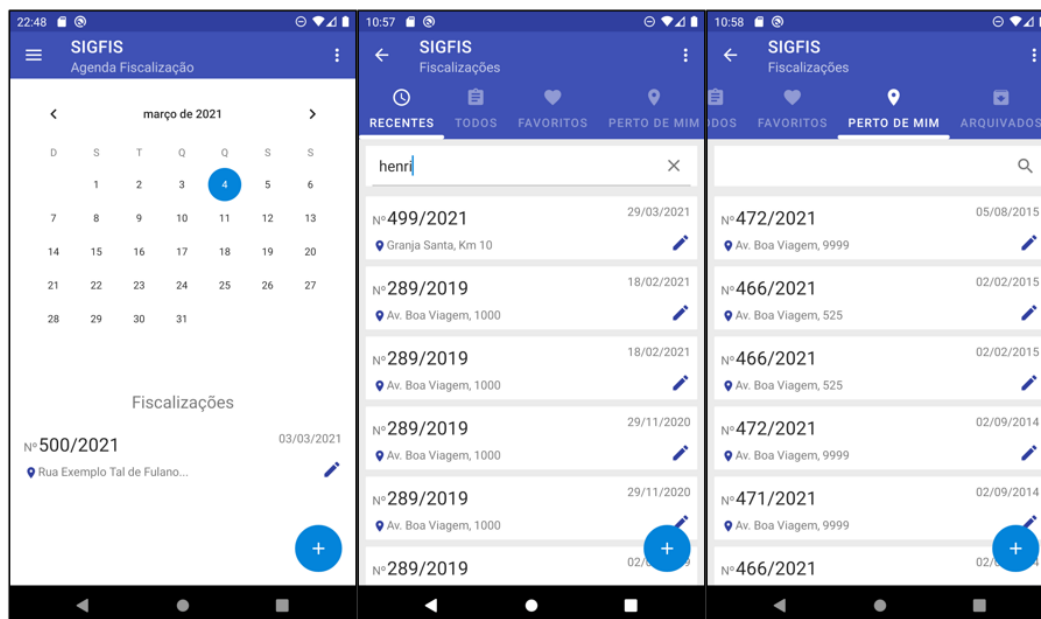 22:48
SIGFIS
Agenda Fiscalização
março de 2021
D S T Q Q S S
1 2 3 4 5 6
7 8 9 10 11 12 13
14 15 16 17 18 19 20
21 22 23 24 25 26 27
28 29 30 31
Fiscalizações
Nº500/2021 03/03/2021
Rua Exemplo Tal de Fulano...
+
10:57
SIGFIS
Fiscalizações
RECENTES TODOS FAVORITOS PERTO DE MIM
henri
Nº499/2021 29/03/2021
Granja Santa, Km 10
Nº289/2019 18/02/2021
Av. Boa Viagem, 1000
Nº289/2019 18/02/2021
Av. Boa Viagem, 1000
Nº289/2019 29/11/2020
Av. Boa Viagem, 1000
Nº289/2019 29/11/2020
Av. Boa Viagem, 1000
+
Nº289/2019
10:58
SIGFIS
Fiscalizações
DOS FAVORITOS PERTO DE MIM ARQUIVADOS
Nº472/2021 05/08/2015
Av. Boa Viagem, 9999
Nº466/2021 02/02/2015
Av. Boa Viagem, 525
Nº466/2021 02/02/2015
Av. Boa Viagem, 525
Nº472/2021 02/09/2014
Av. Boa Viagem, 9999
Nº471/2021 02/09/2014
Av. Boa Viagem, 9999
+
Nº466/2021